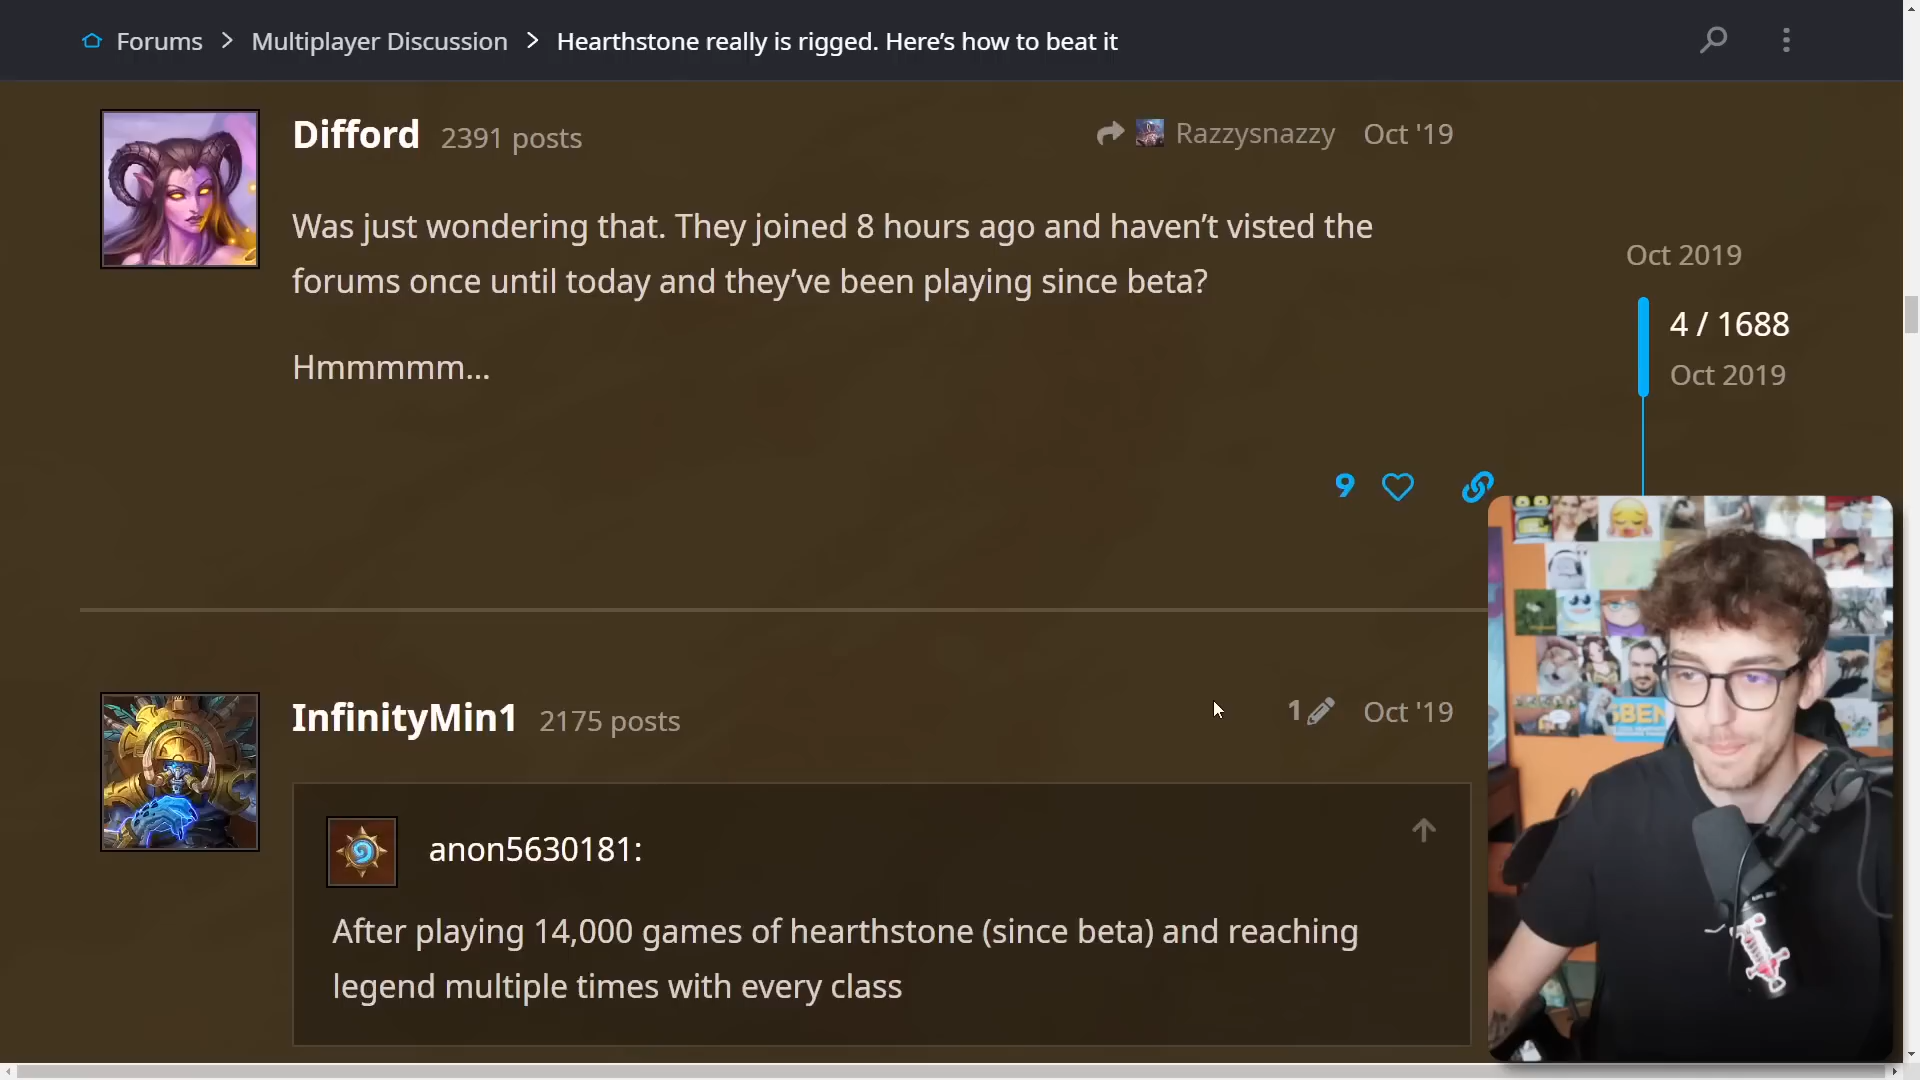 Forums > Multiplayer Discussion > Hearthstone really is rigged. Here's how to beat it
Difford 2391 posts Razzysnazzy Oct '19
Was just wondering that. They joined 8 hours ago and haven't visted the
forums once until today and they've been playing since beta?
Hmmmmm...
Oct 2019
4 / 1688
Oct 2019
9
InfinityMin1 2175 posts 1 Oct '19
anon5630181:
After playing 14,000 games of hearthstone (since beta) and reaching
legend multiple times with every class